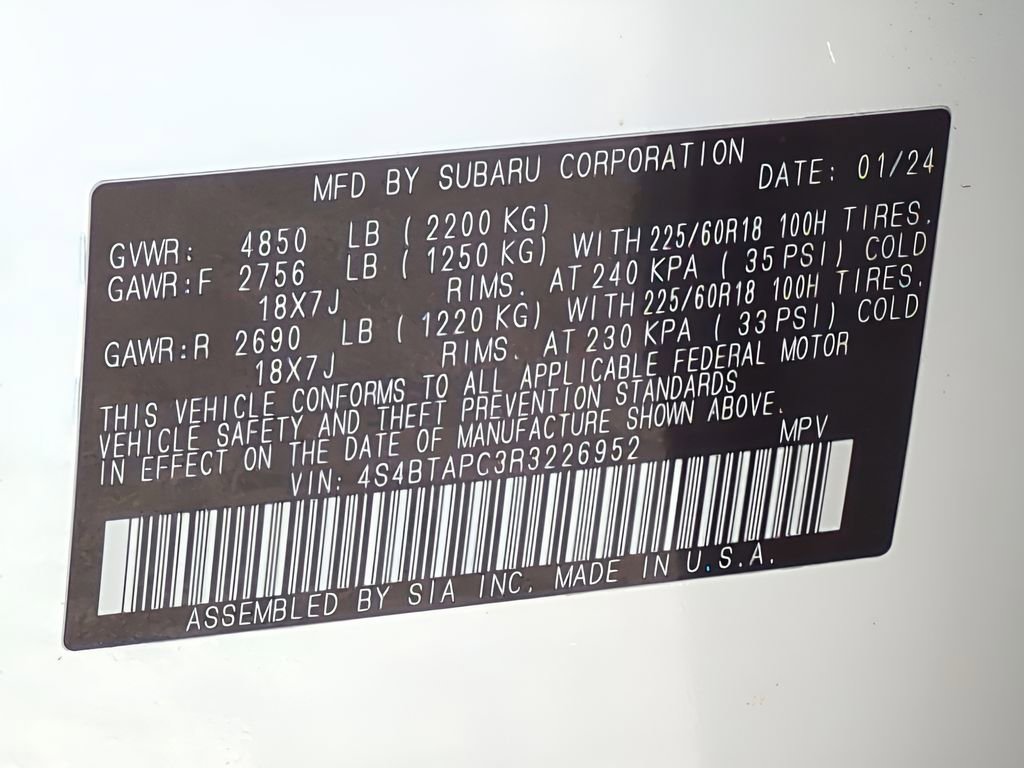 MFD BY SUBARU CORPORATION DATE: 01/24
GVWR: 4850 LB ( 2200 KG)
GAWR:F 2756 LB ( 1250 KG) WITH 225/60R18 100H TIRES.
18X7J RIMS. AT 240 KPA ( 35 PSI) COLD
GAWR:R 2690 LB ( 1220 KG) WITH 225/60R18 100H TIRES.
18X7J RIMS. AT 230 KPA ( 33 PSI) COLD
THIS VEHICLE CONFORMS TO ALL APPLICABLE FEDERAL MOTOR
VEHICLE SAFETY AND THEFT PREVENTION STANDARDS
IN EFFECT ON THE DATE OF MANUFACTURE SHOWN ABOVE.
VIN: 4S4BTAPC3R3226952 MPV
ASSEMBLED BY SIA INC. MADE IN U.S.A.